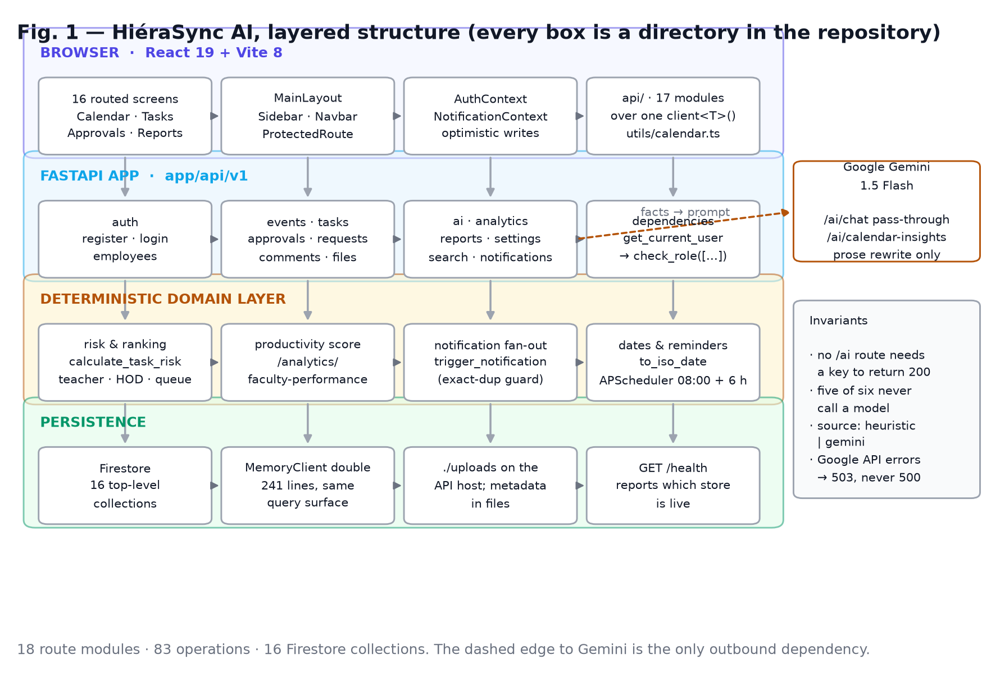 Fig. 1 — HiéraSync AI, layered structure (every box is a directory in the repository)
BROWSER · React 19 + Vite 8
16 routed screens
Calendar · Tasks
Approvals · Reports
MainLayout
Sidebar · Navbar
ProtectedRoute
AuthContext
NotificationContext
optimistic writes
api/ · 17 modules
over one client<T>()
utils/calendar.ts
FASTAPI APP · app/api/v1
auth
register · login
employees
events · tasks
approvals · requests
comments · files
ai · analytics
reports · settings
search · notifications
facts → prompt
dependencies
get_current_user
→ check_role([...])
Google Gemini
1.5 Flash
/ai/chat pass-through
/ai/calendar-insights
prose rewrite only
DETERMINISTIC DOMAIN LAYER
risk & ranking
calculate_task_risk
teacher · HOD · queue
productivity score
/analytics/
faculty-performance
notification fan-out
trigger_notification
(exact-dup guard)
dates & reminders
to_iso_date
APScheduler 08:00 + 6 h
Invariants
· no /ai route needs
a key to return 200
· five of six never
call a model
· source: heuristic
| gemini
· Google API errors
→ 503, never 500
PERSISTENCE
Firestore
16 top-level
collections
MemoryClient double
241 lines, same
query surface
./uploads on the
API host; metadata
in files
GET /health
reports which store
is live
18 route modules · 83 operations · 16 Firestore collections. The dashed edge to Gemini is the only outbound dependency.